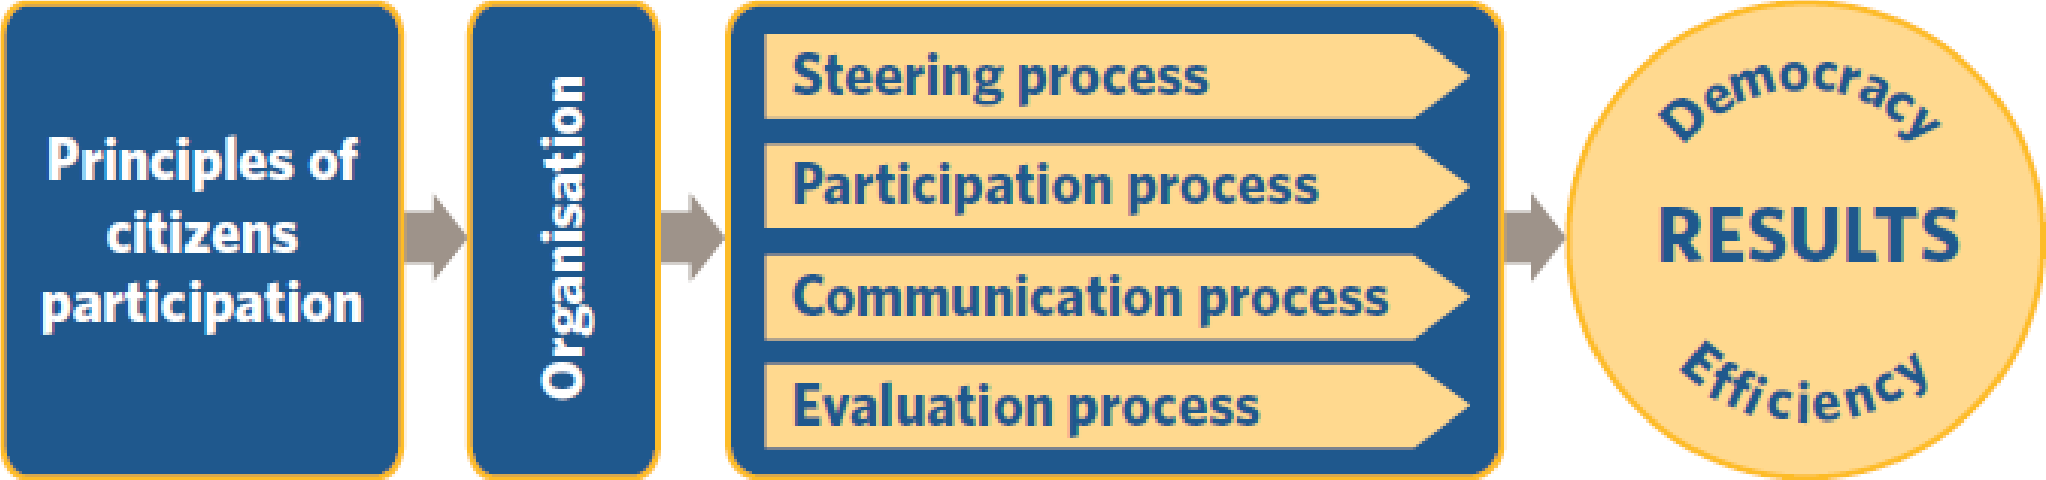 Principles of
citizens
participation
Organisation
Steering process
Participation process
Communication process
Evaluation process
Democracy
RESULTS
Efficiency